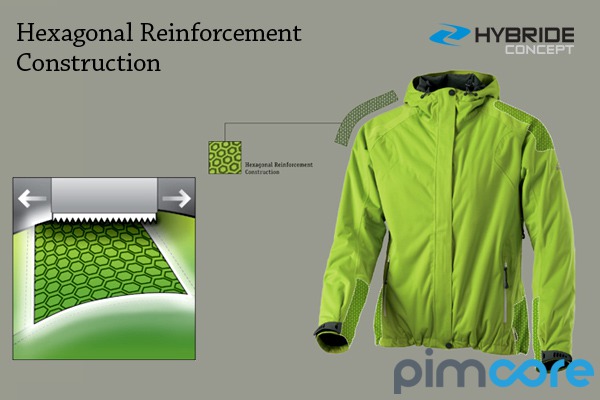 Hexagonal Reinforcement
Construction
HYBRIDE
CONCEPT
Hexagonal Reinforcement
Construction
pimcore